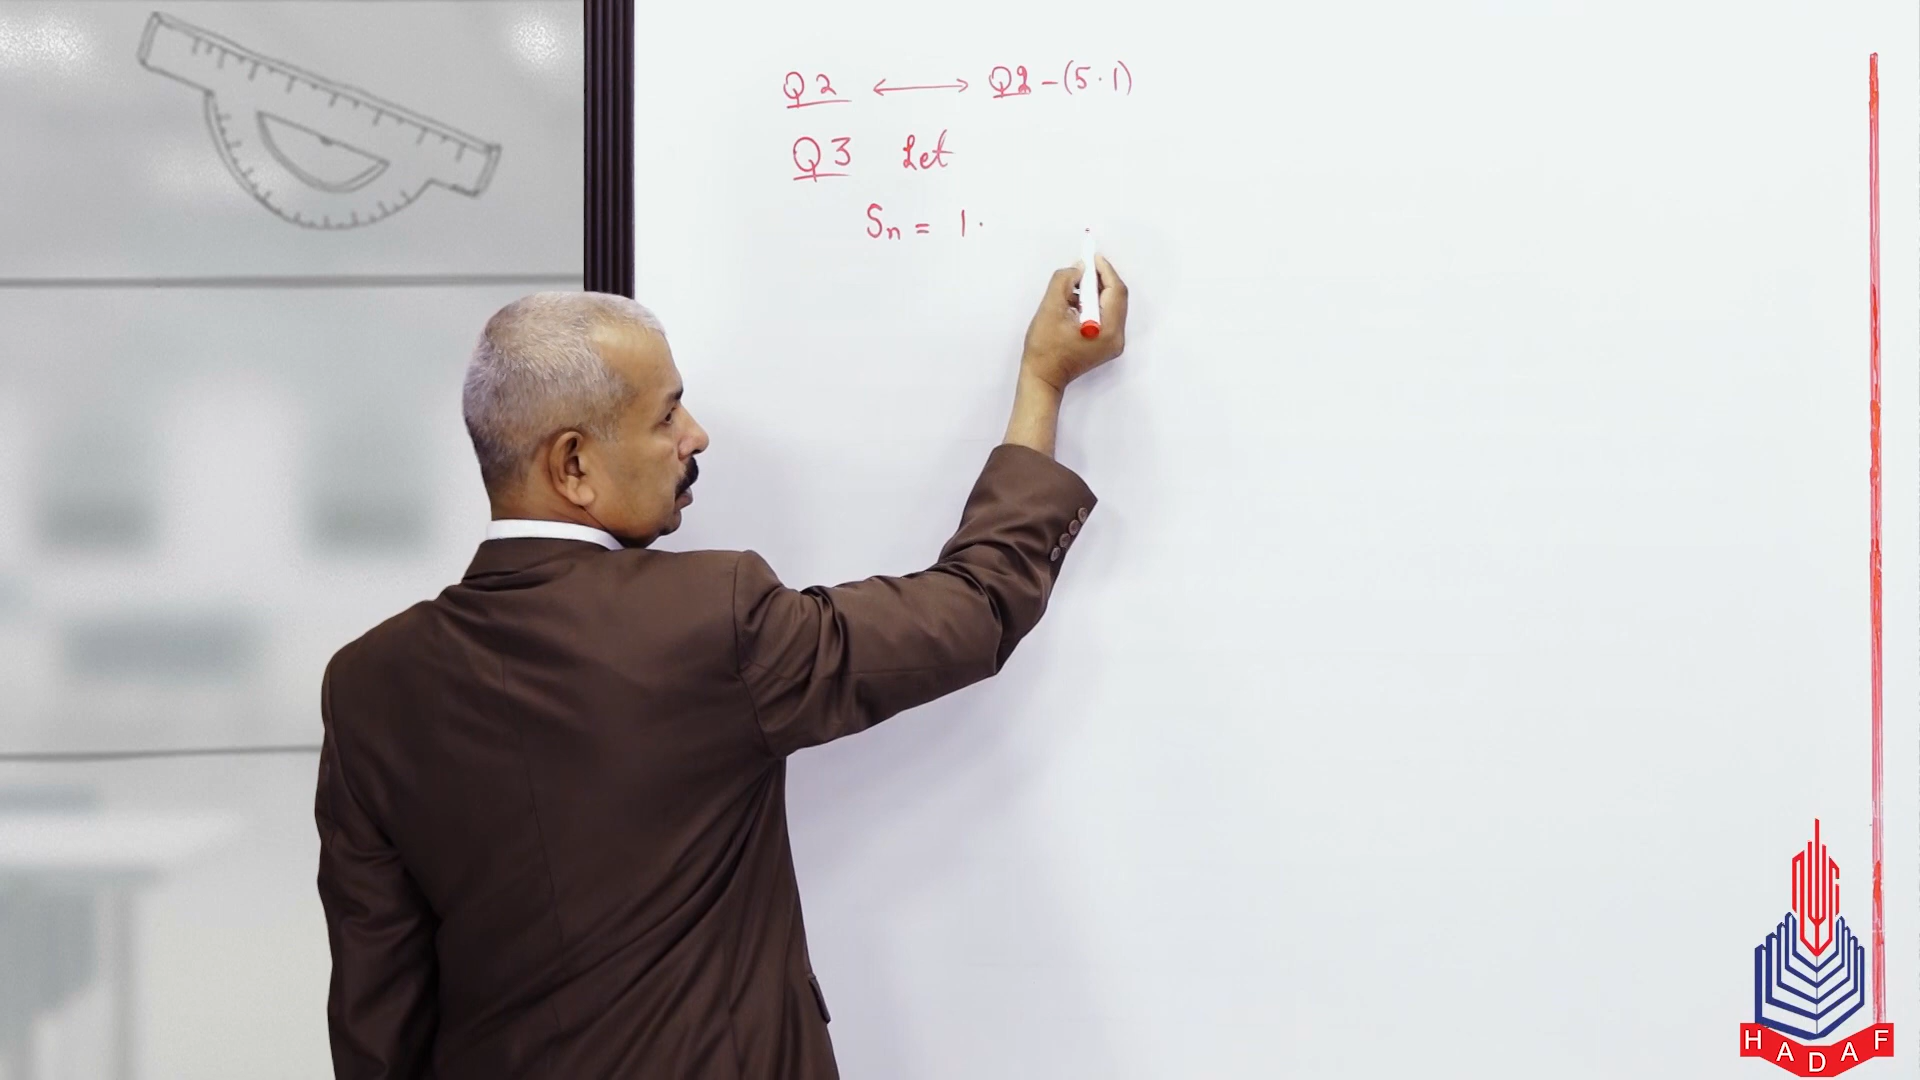 Q2 ⟷ Q2-(5.1)
Q3 Let
Sn = 1.
HADAF